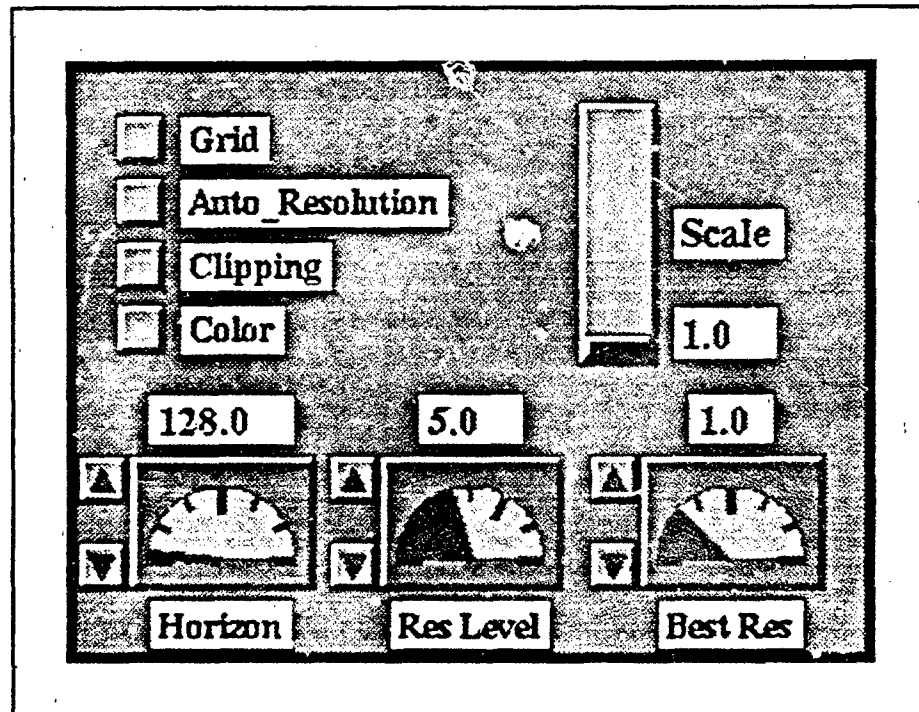 Grid
Auto_Resolution
Clipping
Color
Scale
1.0
128.0
5.0
1.0
Horizon
Res Level
Best Res